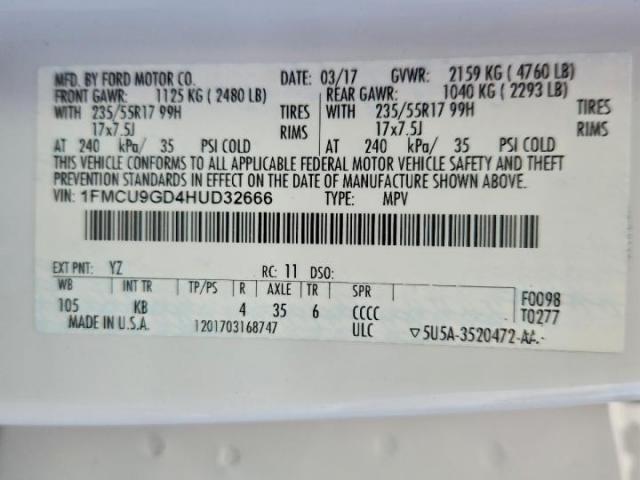 MFD. BY FORD MOTOR CO. DATE: 03/17 GVWR: 2159 KG ( 4760 LB)
FRONT GAWR: 1125 KG ( 2480 LB) REAR GAWR: 1040 KG ( 2293 LB)
WITH 235/55R17 99H TIRES WITH 235/55R17 99H TIRES
17x7.5J RIMS 17x7.5J RIMS
AT 240 kPa/ 35 PSI COLD AT 240 kPa/ 35 PSI COLD
THIS VEHICLE CONFORMS TO ALL APPLICABLE FEDERAL MOTOR VEHICLE SAFETY AND THEFT
PREVENTION STANDARDS IN EFFECT ON THE DATE OF MANUFACTURE SHOWN ABOVE.
VIN: 1FMCU9GD4HUD32666 TYPE: MPV
EXT PNT: YZ RC: 11 DSO:
WB INT TR TP/PS R AXLE TR SPR F0098
105 KB 4 35 6 CCCC T0277
MADE IN U.S.A. 1201703168747 ULC 5U5A-3520472-AA